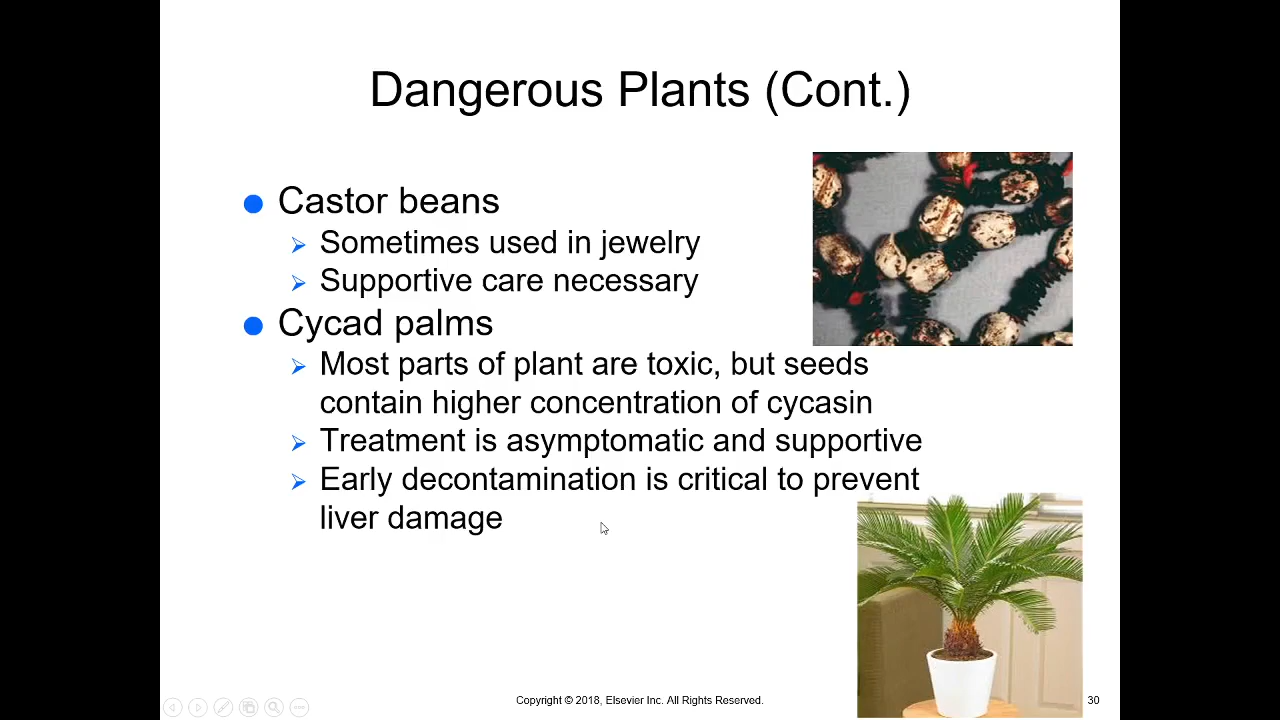 Dangerous Plants (Cont.)
Castor beans
Sometimes used in jewelry
Supportive care necessary
Cycad palms
Most parts of plant are toxic, but seeds
contain higher concentration of cycasin
Treatment is asymptomatic and supportive
Early decontamination is critical to prevent
liver damage
Copyright © 2018, Elsevier Inc. All Rights Reserved.
30